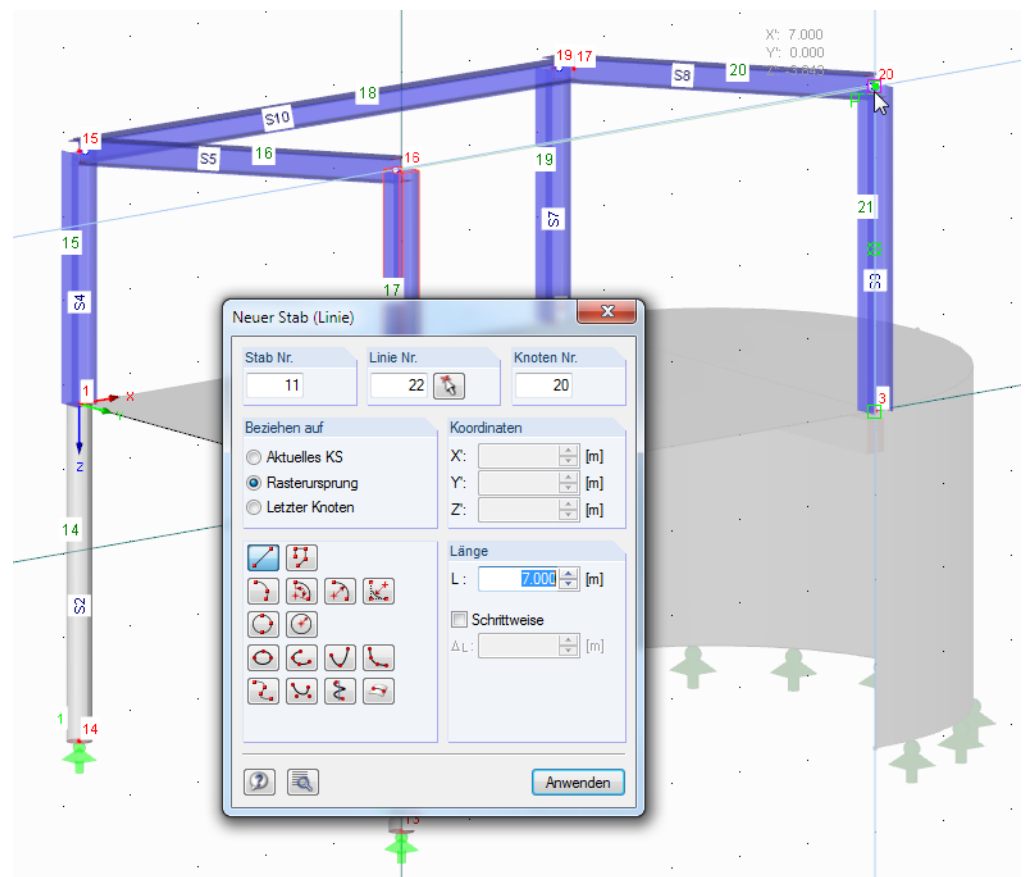 X': 7.000
Y': 0.000
19 17
S8
20
20
18
S10
15
16
S5
16
19
21
15
S7
17
S4
S9
Neuer Stab (Linie)
Stab Nr.
Linie Nr.
Knoten Nr.
11
22
20
1
X
3
Beziehen auf
Koordinaten
Aktuelles KS
X':
[m]
Z
Rasterursprung
Y':
[m]
Letzter Knoten
Z':
[m]
14
Länge
L :
7.000
[m]
S2
Schrittweise
ΔL:
[m]
1
14
Anwenden
13